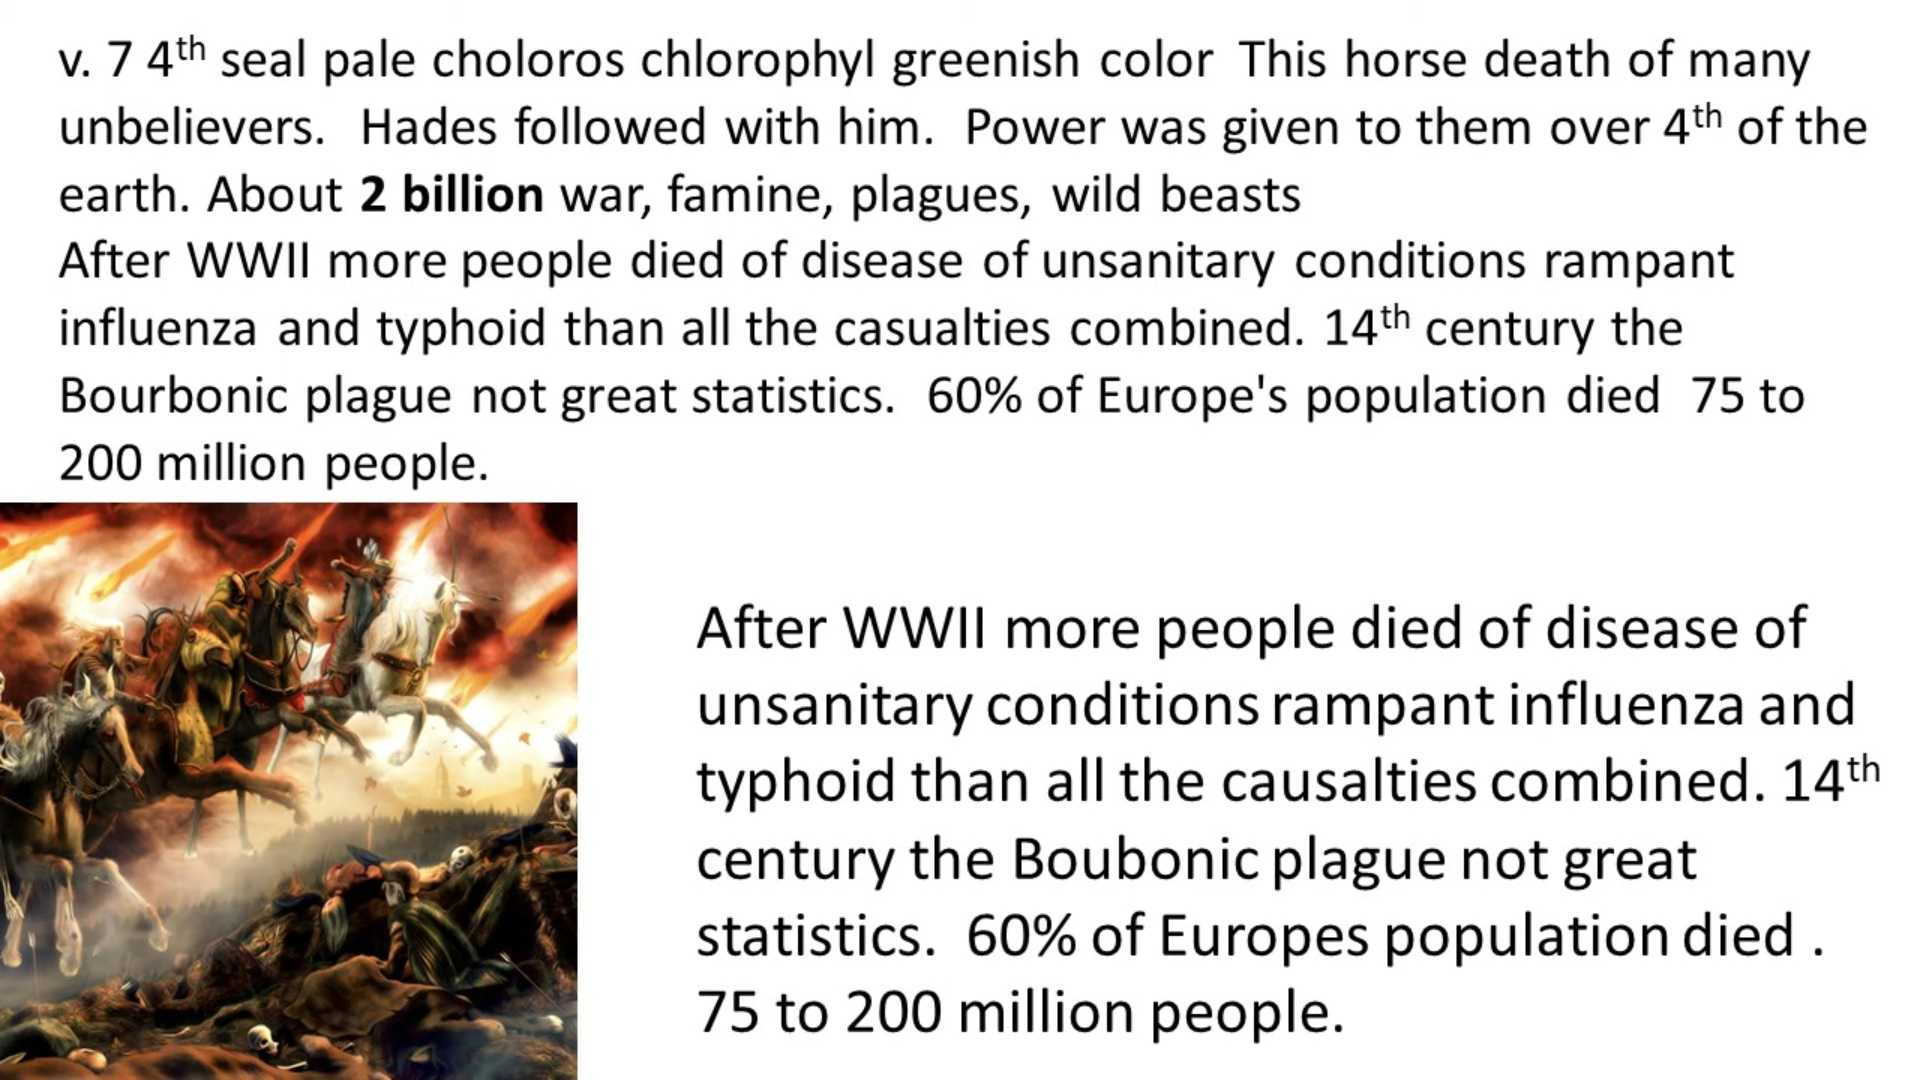 v. 7 4th seal pale choloros chlorophyl greenish color This horse death of many
unbelievers. Hades followed with him. Power was given to them over 4th of the
earth. About 2 billion war, famine, plagues, wild beasts
After WWII more people died of disease of unsanitary conditions rampant
influenza and typhoid than all the casualties combined. 14th century the
Bourbonic plague not great statistics. 60% of Europe's population died 75 to
200 million people.
After WWII more people died of disease of
unsanitary conditions rampant influenza and
typhoid than all the causalties combined. 14th
century the Boubonic plague not great
statistics. 60% of Europes population died .
75 to 200 million people.